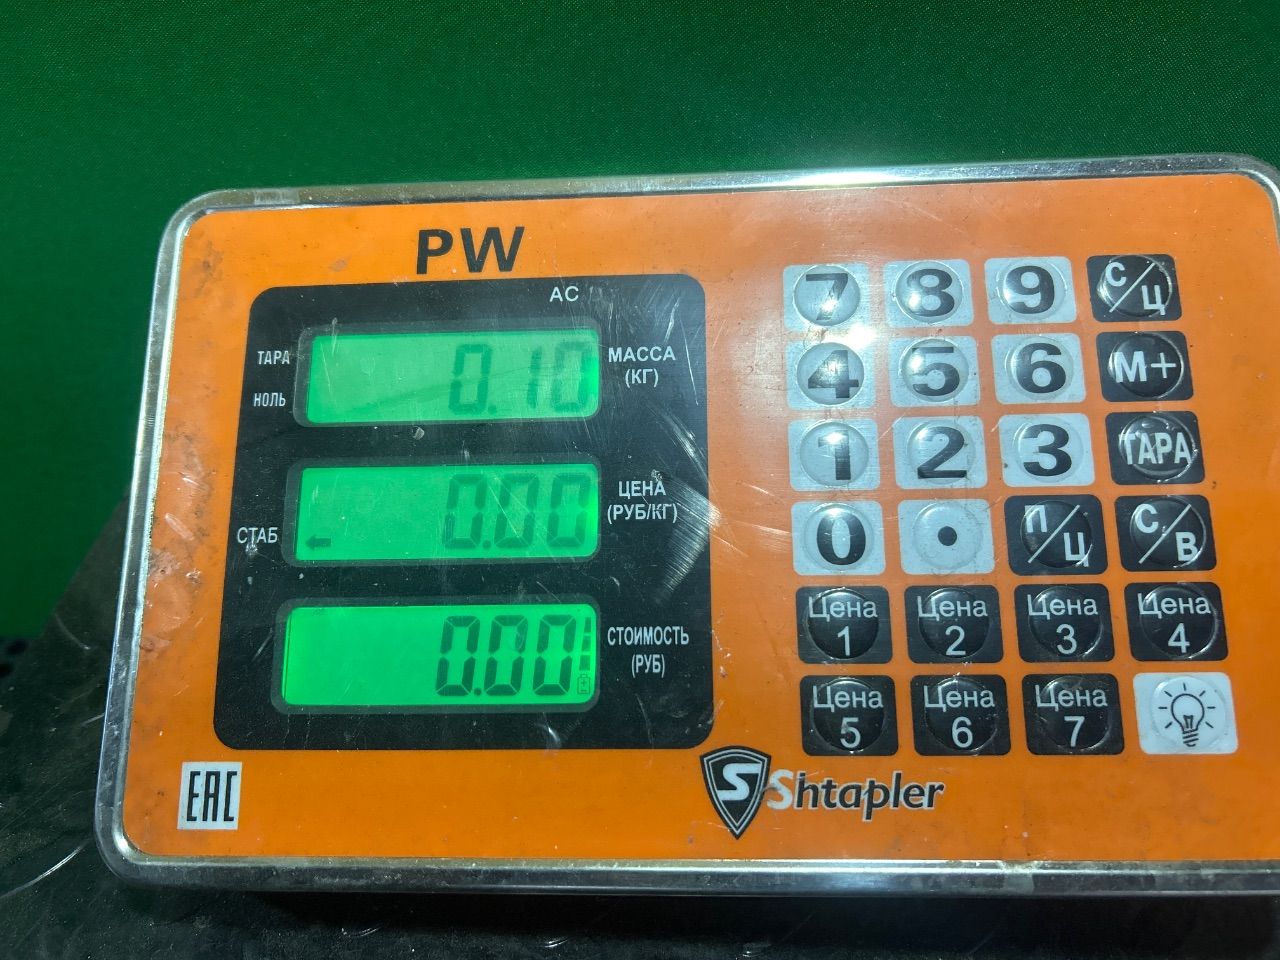 PW
AC
ТАРА
НОЛЬ
0.10
МАССА
(КГ)
СТАБ
0.00
ЦЕНА
(РУБ/КГ)
0.00
СТОИМОСТЬ
(РУБ)
7 8 9 С/Ц
4 5 6 М+
1 2 3 ТАРА
0 . П/Ц С/В
Цена 1 Цена 2 Цена 3 Цена 4
Цена 5 Цена 6 Цена 7
EAC
S Shtapler